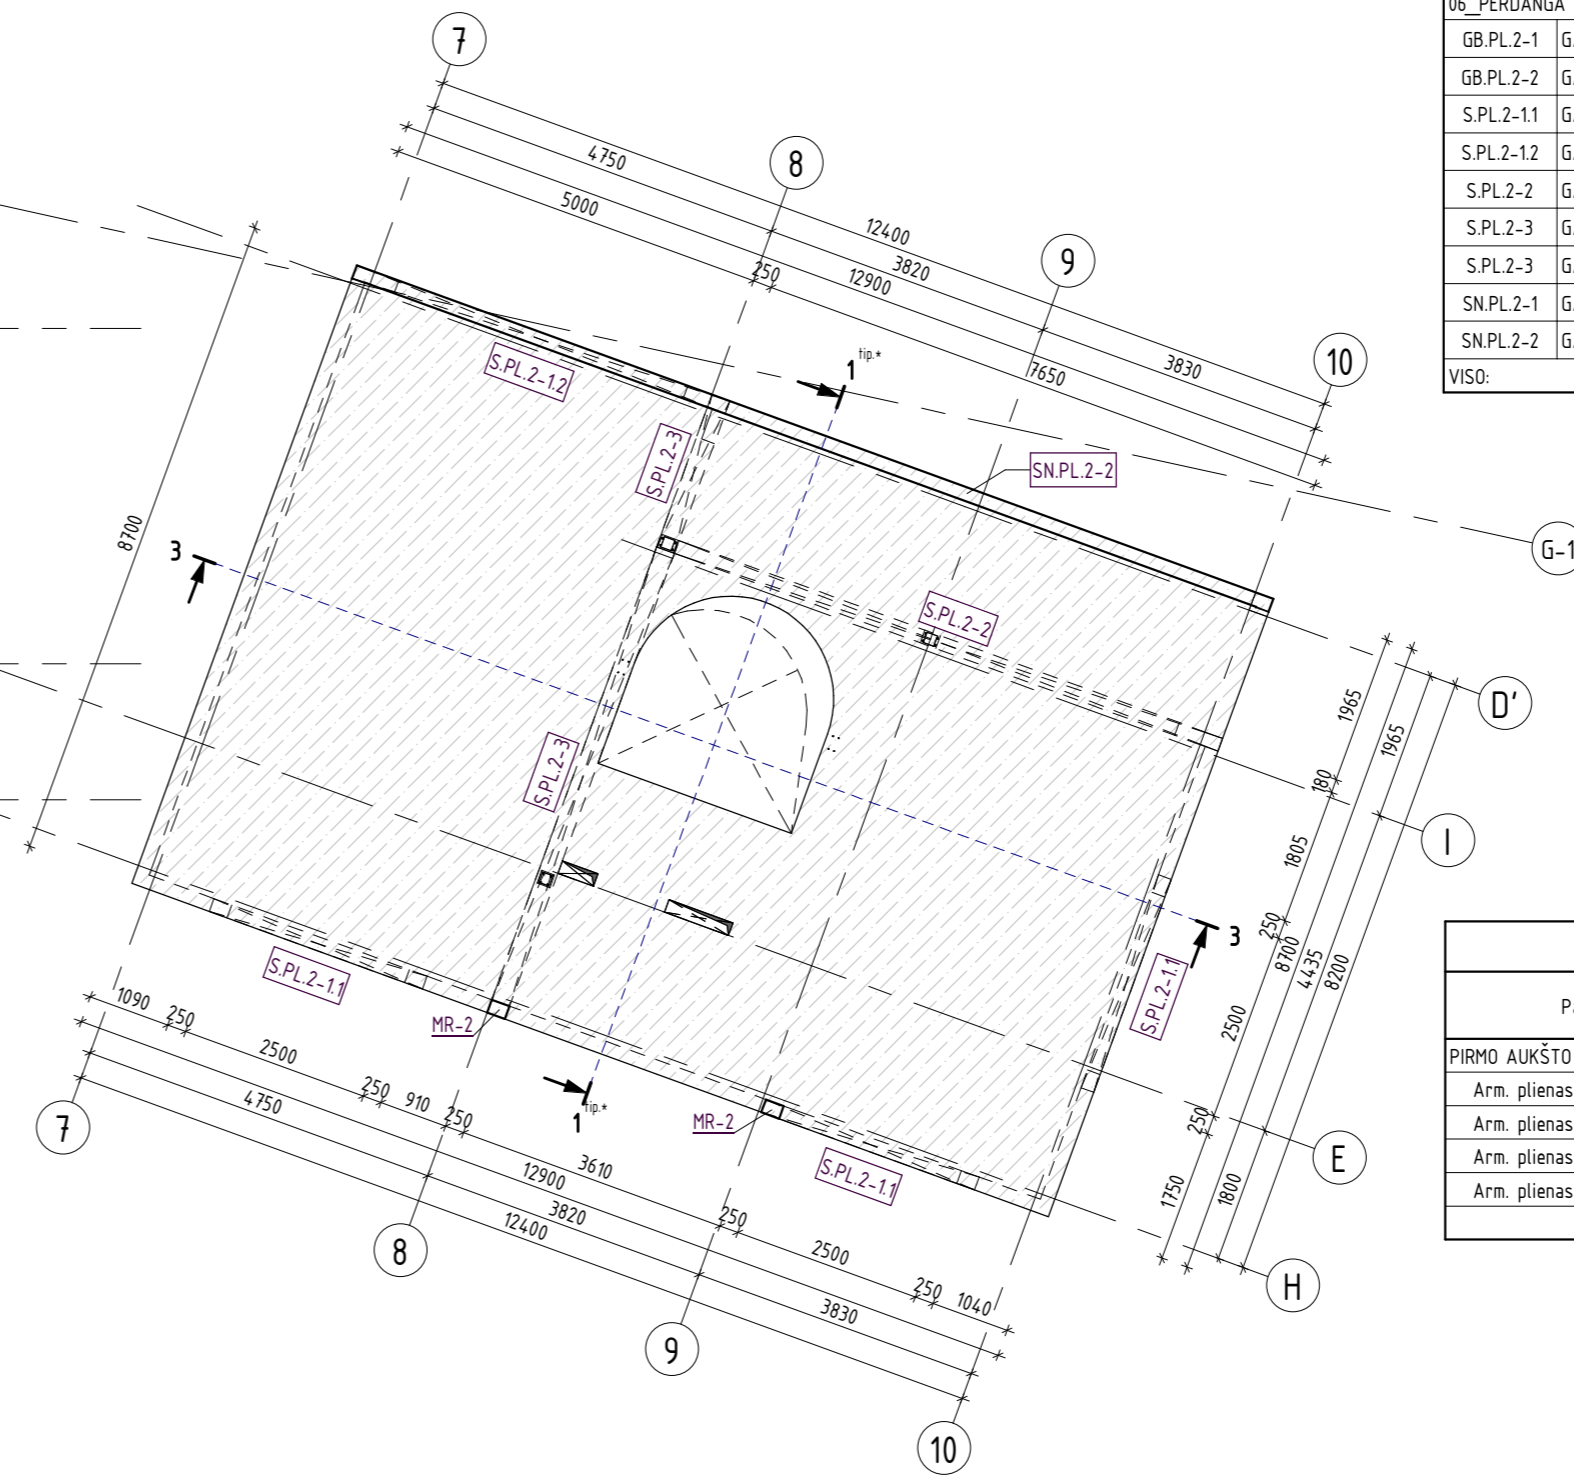 06_PERDANGA
GB.PL.2-1 G.
GB.PL.2-2 G.
S.PL.2-1.1 G.
S.PL.2-1.2 G.
S.PL.2-2 G.
S.PL.2-3 G.
S.PL.2-3 G.
SN.PL.2-1 G.
SN.PL.2-2 G.
VISO:
7
8
9
10
4750
12400
3820
3830
5000
250
12900
7650
1 tip.*
S.PL.2-1.2
S.PL.2-3
SN.PL.2-2
G-1
8700
3
S.PL.2-2
D'
1965
1965
180
I
1805
S.PL.2-3
250
8700
4435
8200
3
S.PL.2-1.1
2500
S.PL.2-1.1
MR-2
250
E
1750
1800
H
1 tip.*
MR-2
S.PL.2-1.1
1090
250
2500
250
910
250
3610
250
2500
250
1040
4750
12900
3820
12400
3830
7
8
9
10
PIRMO AUKŠTO
Arm. plienas
Arm. plienas
Arm. plienas
Arm. plienas